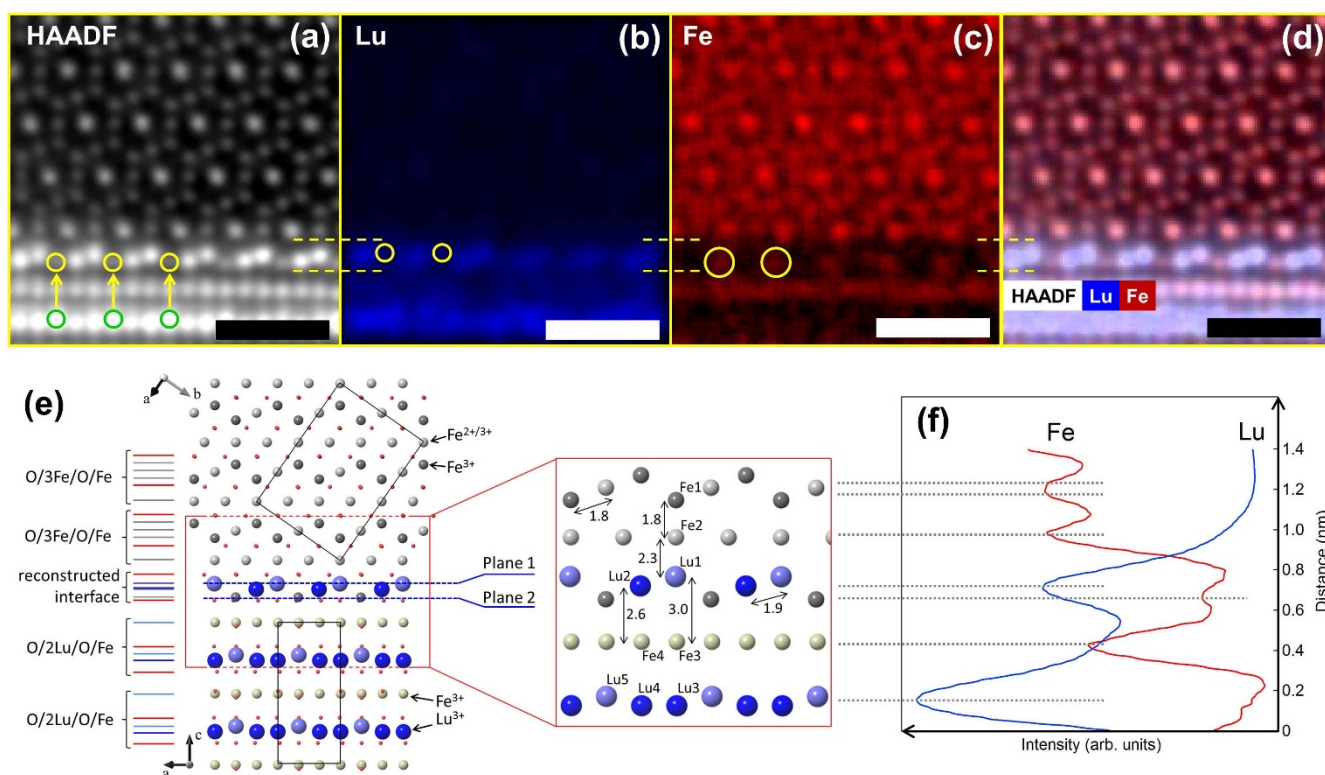 HAADF (a)
Lu (b)
Fe (c)
(d)
HAADF Lu Fe
(e)
a
b
Fe2+/3+
Fe3+
O/3Fe/O/Fe
O/3Fe/O/Fe
reconstructed
interface
O/2Lu/O/Fe
O/2Lu/O/Fe
Plane 1
Plane 2
Fe3+
Lu3+
c
a
Fe1
1.8
1.8
Fe2
2.3
Lu1
Lu2
2.6
3.0
1.9
Fe4
Fe3
Lu5
Lu4
Lu3
(f)
Fe
Lu
1.4
1.2
1.0
0.8
0.6
0.4
0.2
0
Distance (nm)
Intensity (arb. units)